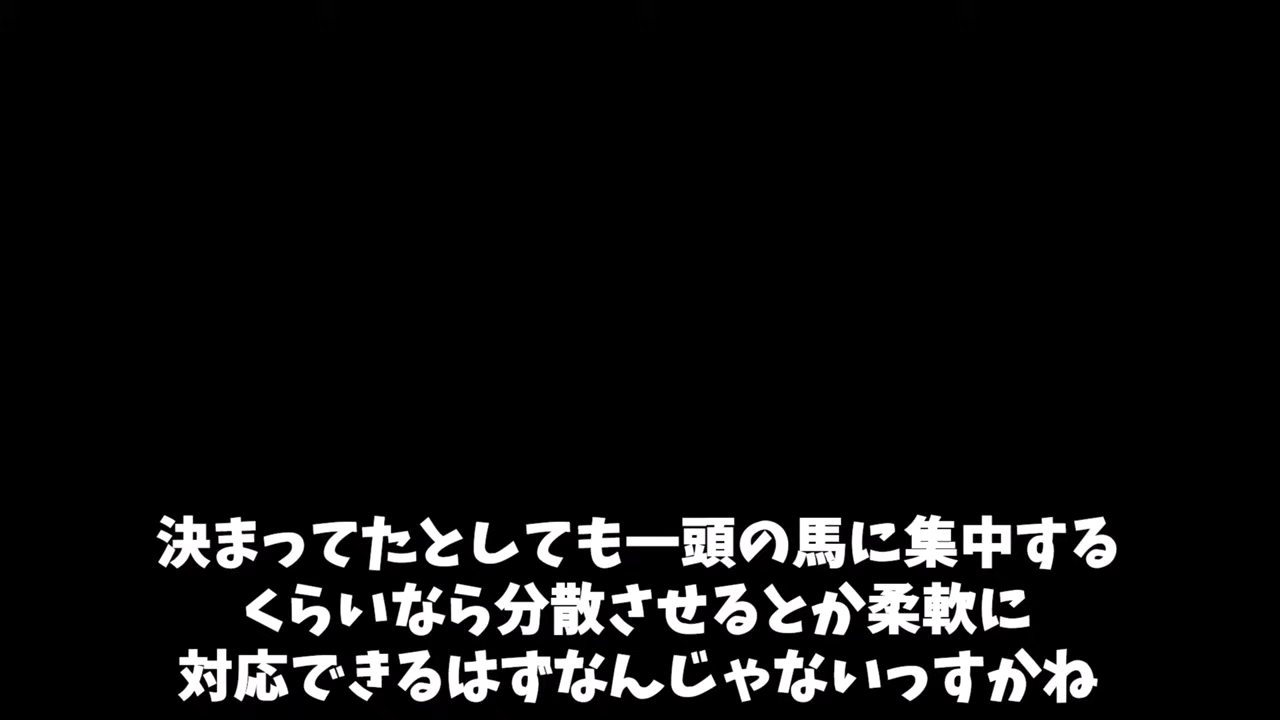 決まってたとしても一頭の馬に集中する
くらいなら分散させるとか柔軟に
対応できるはずなんじゃないっすかね